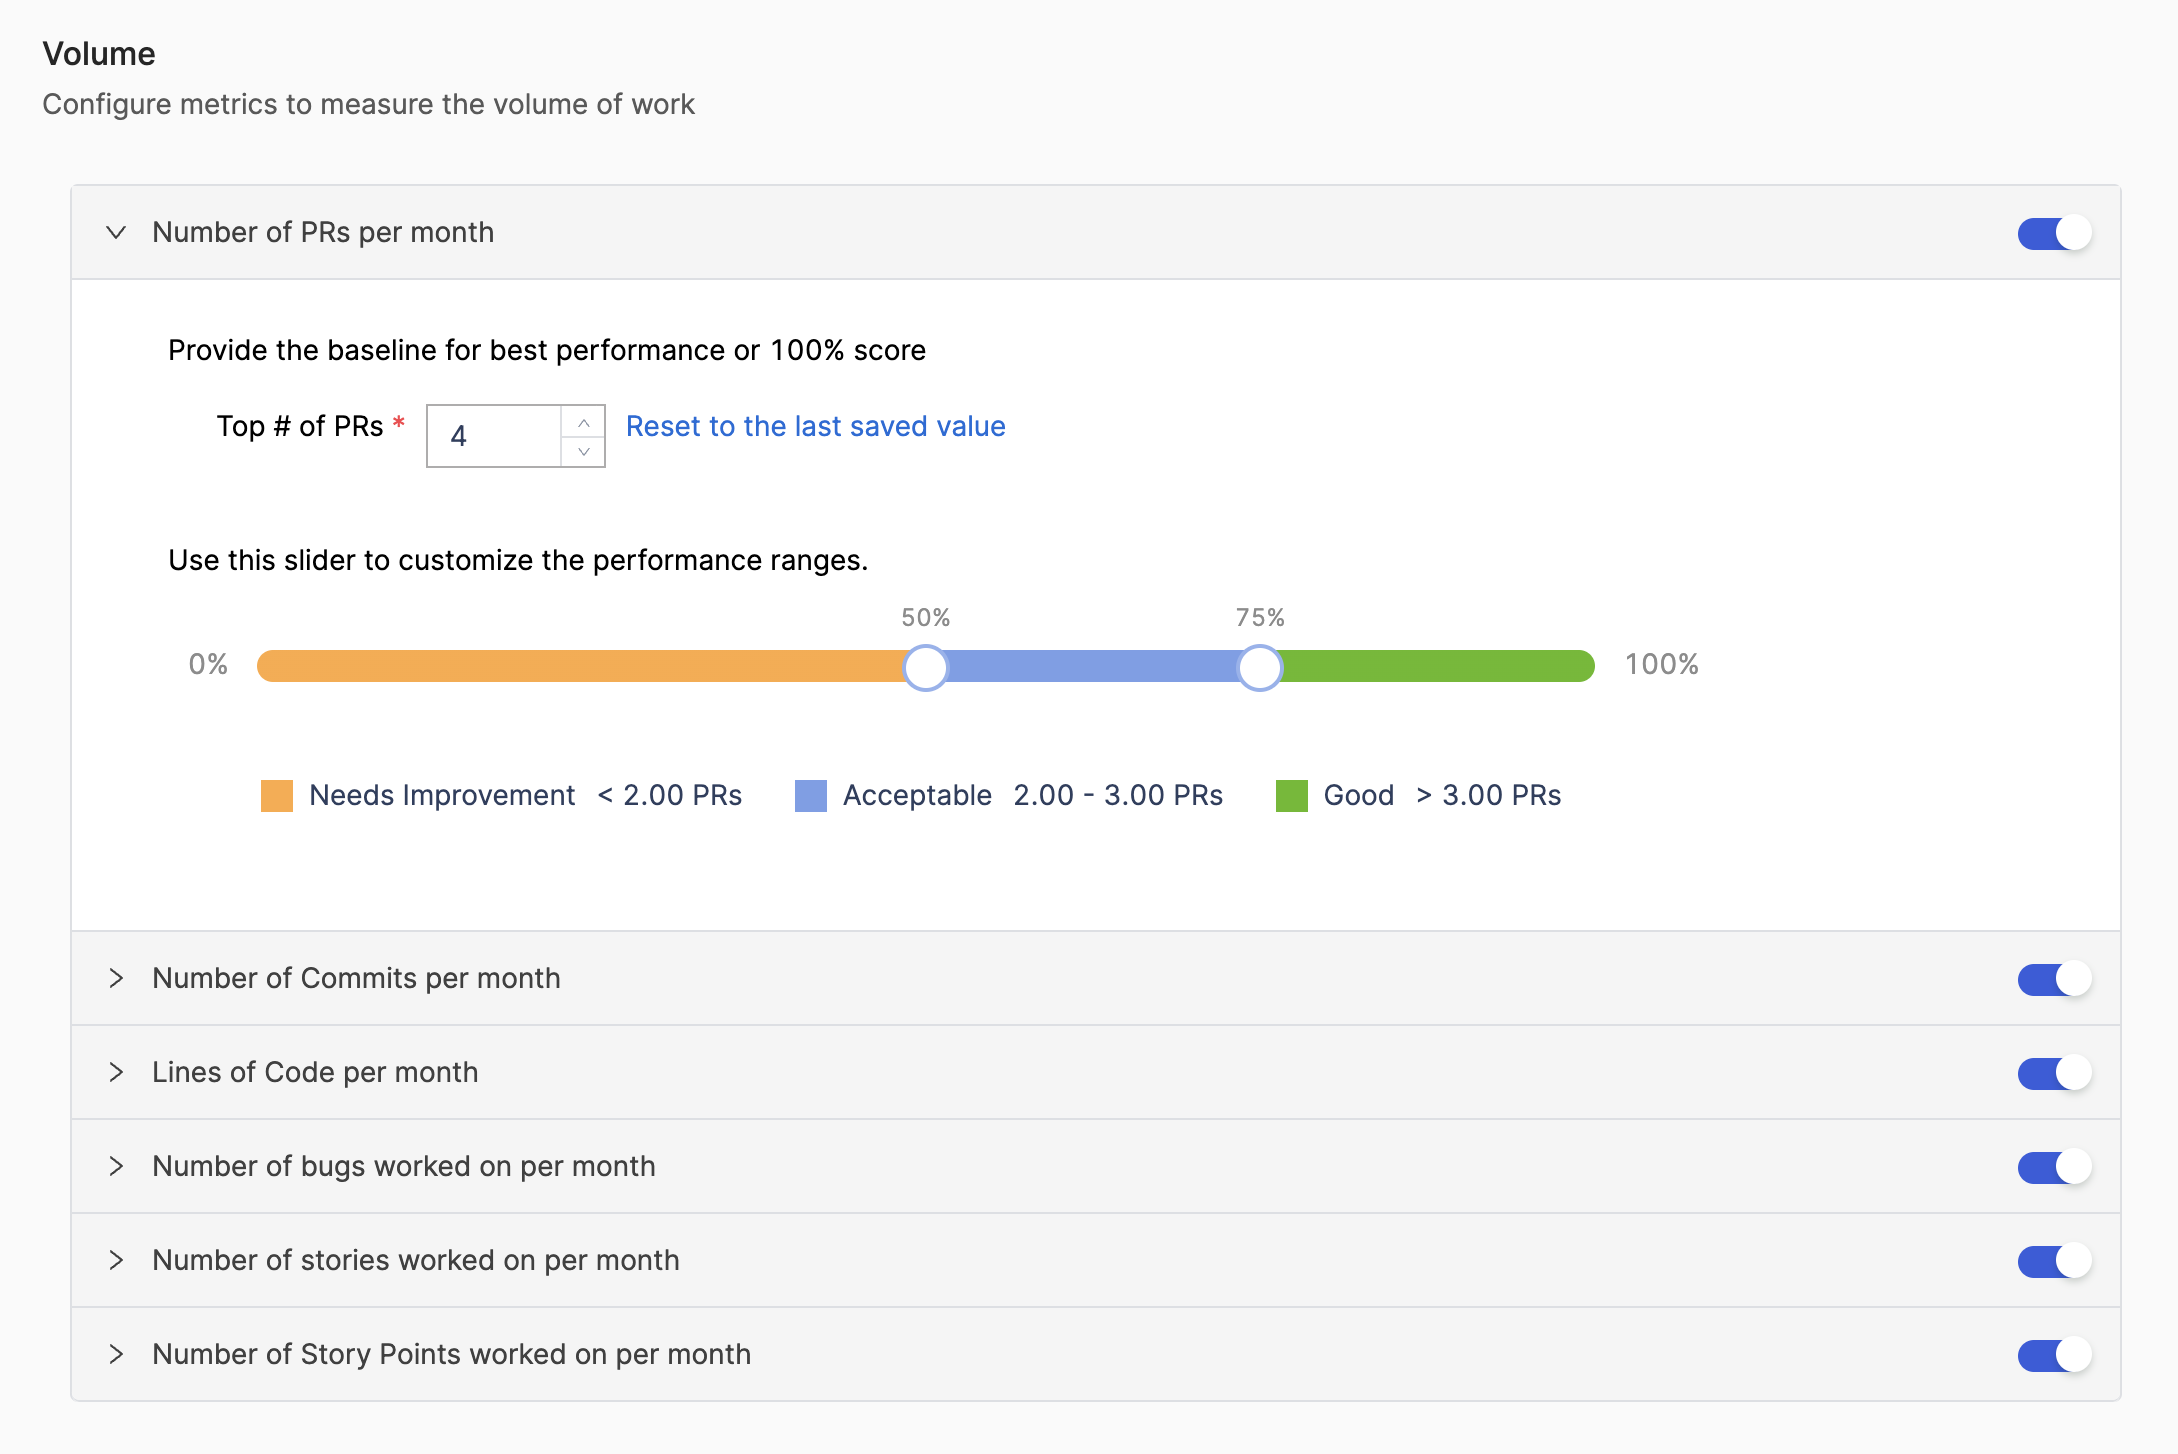 Volume
Configure metrics to measure the volume of work
Number of PRs per month
Provide the baseline for best performance or 100% score
Top # of PRs * 4 Reset to the last saved value
Use this slider to customize the performance ranges.
50% 75%
0% 100%
Needs Improvement < 2.00 PRs Acceptable 2.00 - 3.00 PRs Good > 3.00 PRs
Number of Commits per month
Lines of Code per month
Number of bugs worked on per month
Number of stories worked on per month
Number of Story Points worked on per month